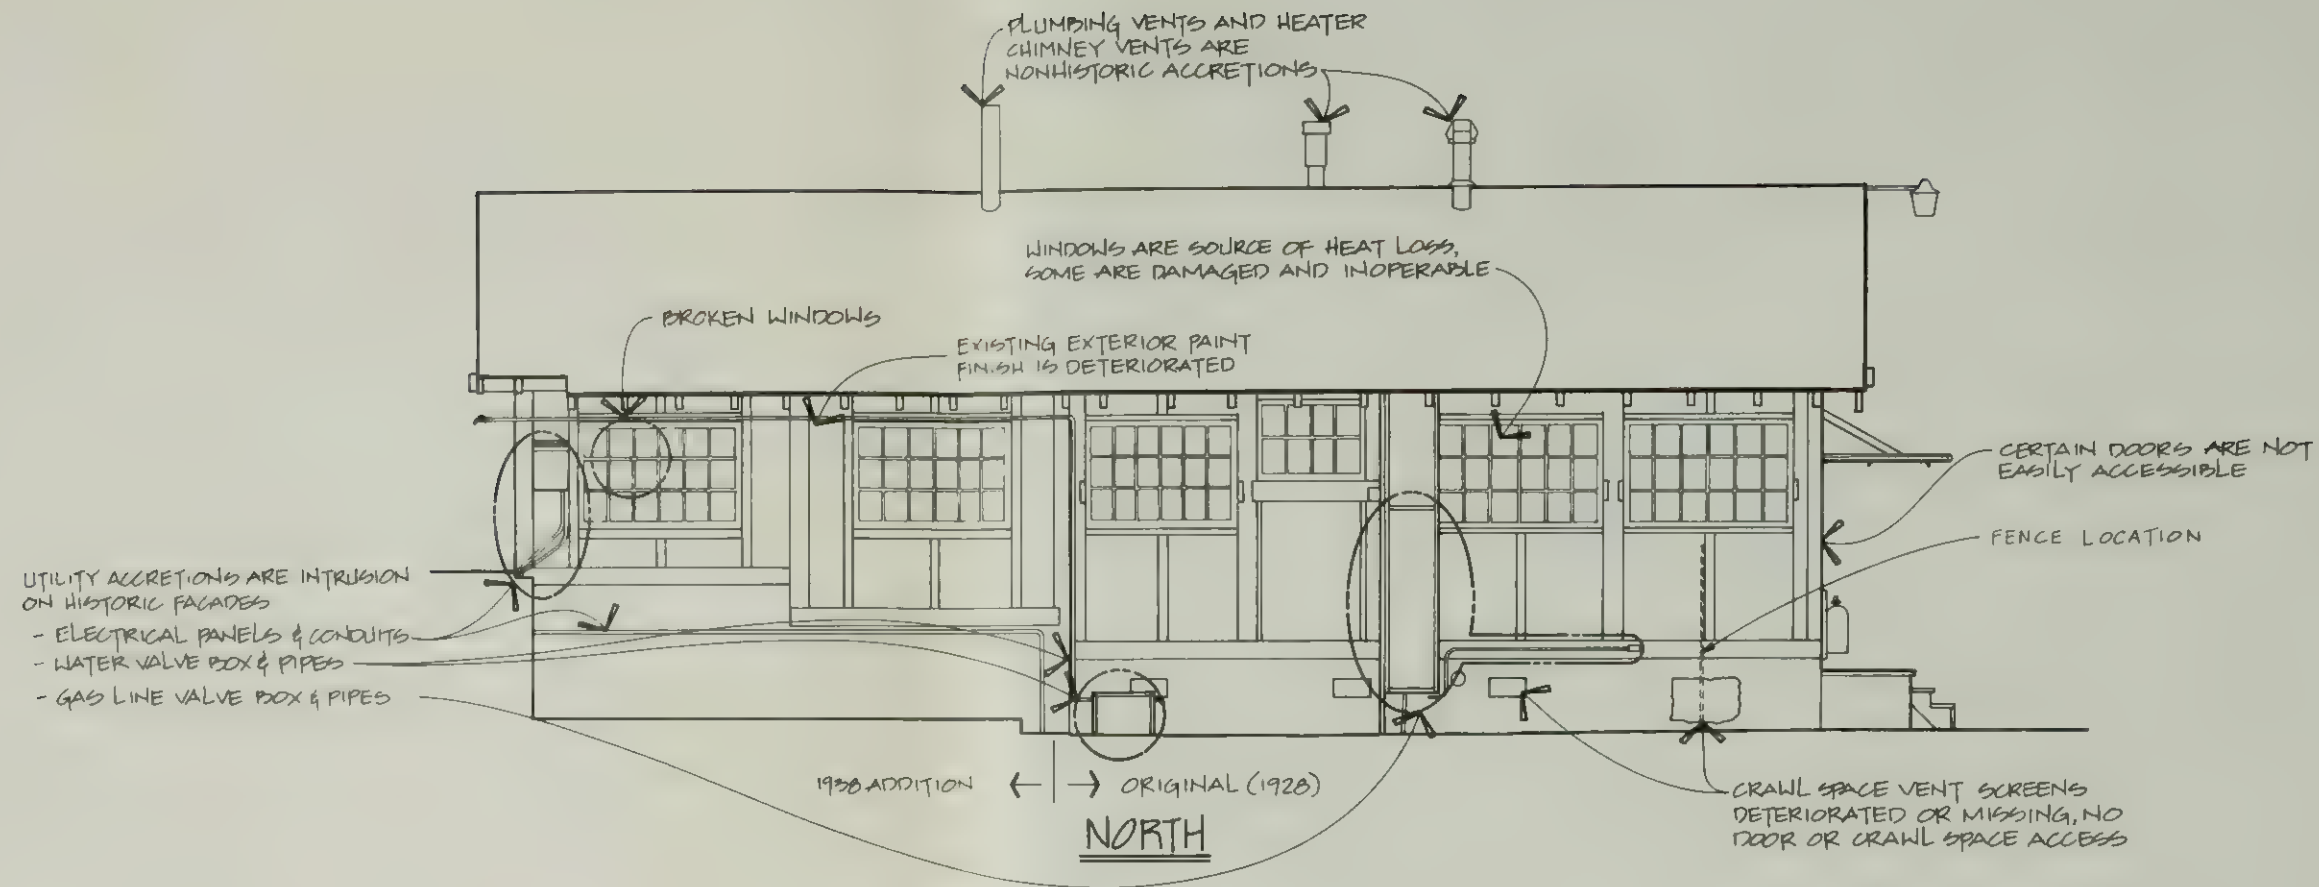 PLUMBING VENTS AND HEATER
CHIMNEY VENTS ARE
NONHISTORIC ACCRETIONS
WINDOWS ARE SOURCE OF HEAT LOSS,
SOME ARE DAMAGED AND INOPERABLE
BROKEN WINDOWS
EXISTING EXTERIOR PAINT
FINISH IS DETERIORATED
CERTAIN DOORS ARE NOT
EASILY ACCESSIBLE
FENCE LOCATION
UTILITY ACCRETIONS ARE INTRUSION
ON HISTORIC FACADES
- ELECTRICAL PANELS & CONDUITS
- WATER VALVE BOX & PIPES
- GAS LINE VALVE BOX & PIPES
1938 ADDITION ← → ORIGINAL (1928)
NORTH
CRAWL SPACE VENT SCREENS
DETERIORATED OR MISSING, NO
DOOR OR CRAWL SPACE ACCESS